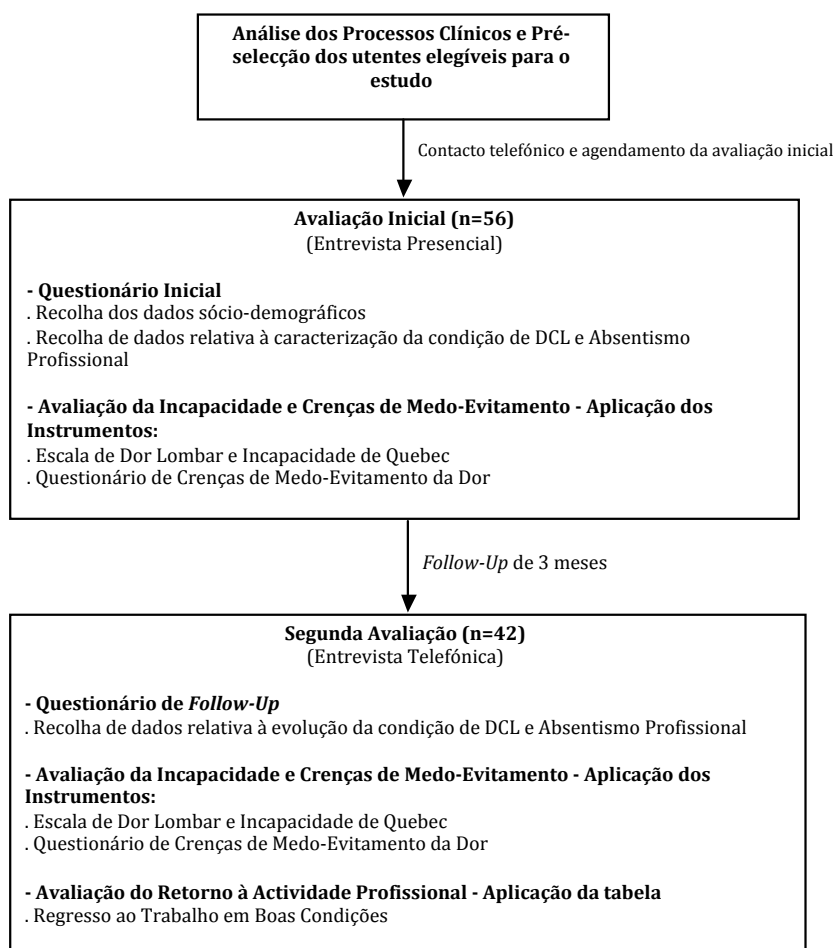 Análise dos Processos Clínicos e Pré-
selecção dos utentes elegíveis para o
estudo
Contacto telefónico e agendamento da avaliação inicial
Avaliação Inicial (n=56)
(Entrevista Presencial)
- Questionário Inicial
. Recolha dos dados sócio-demográficos
. Recolha de dados relativa à caracterização da condição de DCL e Absentismo
Profissional
- Avaliação da Incapacidade e Crenças de Medo-Evitamento - Aplicação dos
Instrumentos:
. Escala de Dor Lombar e Incapacidade de Quebec
. Questionário de Crenças de Medo-Evitamento da Dor
Follow-Up de 3 meses
Segunda Avaliação (n=42)
(Entrevista Telefónica)
- Questionário de Follow-Up
. Recolha de dados relativa à evolução da condição de DCL e Absentismo Profissional
- Avaliação da Incapacidade e Crenças de Medo-Evitamento - Aplicação dos
Instrumentos:
. Escala de Dor Lombar e Incapacidade de Quebec
. Questionário de Crenças de Medo-Evitamento da Dor
- Avaliação do Retorno à Actividade Profissional - Aplicação da tabela
. Regresso ao Trabalho em Boas Condições